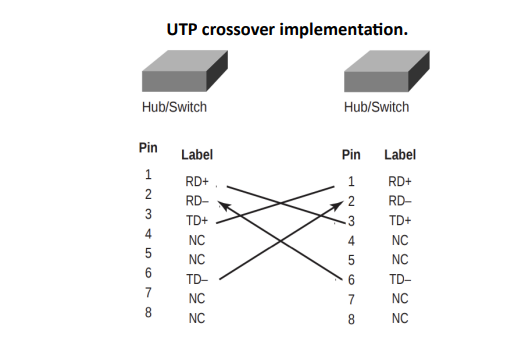 UTP crossover implementation.
Hub/Switch Hub/Switch
Pin Label Pin Label
1 RD+ 1 RD+
2 RD– 2 RD–
3 TD+ 3 TD+
4 NC 4 NC
5 NC 5 NC
6 TD– 6 TD–
7 NC 7 NC
8 NC 8 NC